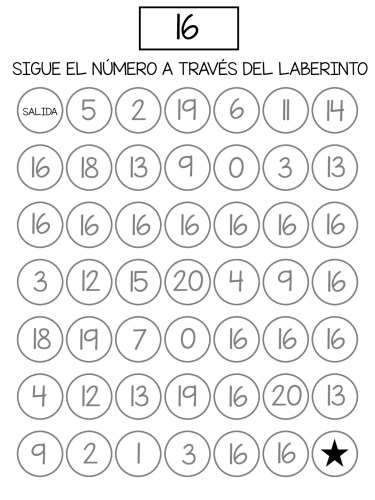 16
SIGUE EL NÚMERO A TRAVÉS DEL LABERINTO
SALIDA 5 2 19 6 11 14
16 18 13 9 0 3 13
16 16 16 16 16 16 16
3 12 15 20 4 9 16
18 19 7 0 16 16 16
4 12 13 19 16 20 13
9 2 1 3 16 16